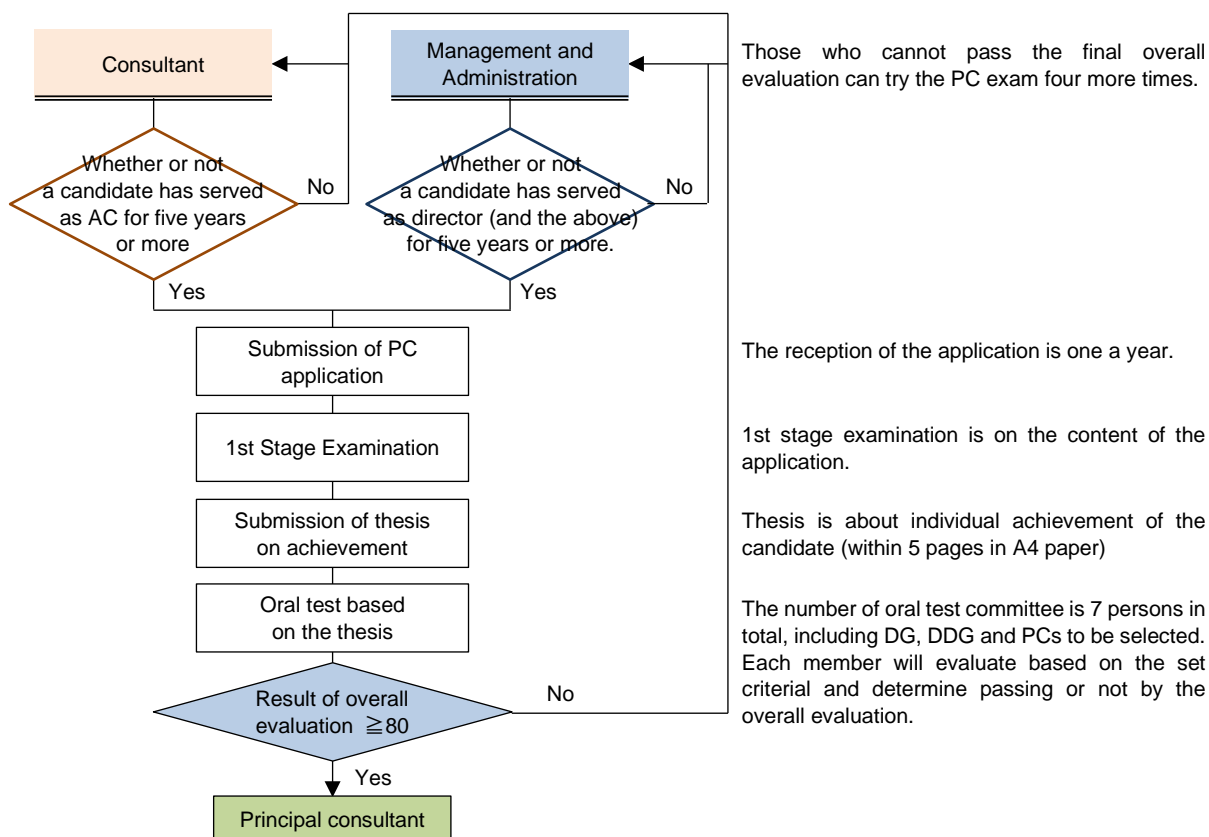 Consultant
Management and
Administration
Those who cannot pass the final overall
evaluation can try the PC exam four more times.
Whether or not
a candidate has served
as AC for five years
or more
No
Whether or not
a candidate has served
as director (and the above)
for five years or more.
No
Yes
Yes
Submission of PC
application
The reception of the application is one a year.
1st Stage Examination
1st stage examination is on the content of the
application.
Submission of thesis
on achievement
Thesis is about individual achievement of the
candidate (within 5 pages in A4 paper)
Oral test based
on the thesis
The number of oral test committee is 7 persons in
total, including DG, DDG and PCs to be selected.
Each member will evaluate based on the set
criterial and determine passing or not by the
overall evaluation.
Result of overall
evaluation ≧80
No
Yes
Principal consultant